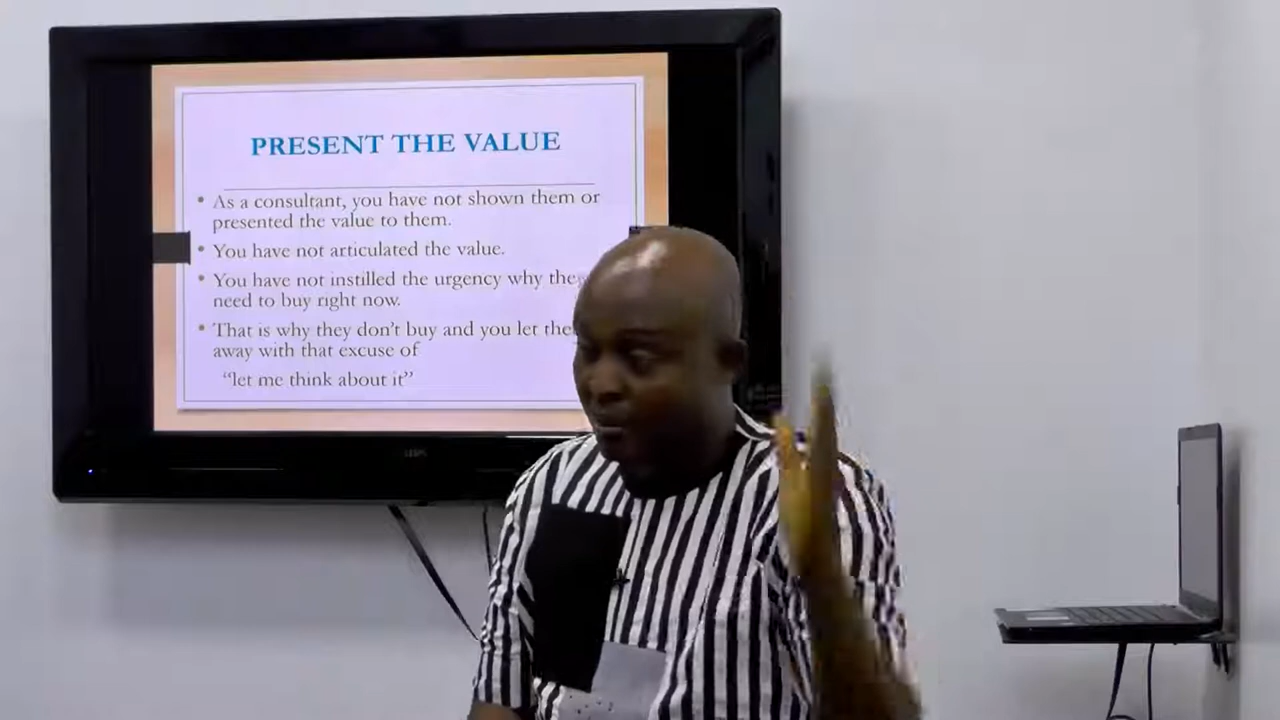 PRESENT THE VALUE
• As a consultant, you have not shown them or
presented the value to them.
• You have not articulated the value.
• You have not instilled the urgency why they
need to buy right now.
• That is why they don't buy and you let
away with that excuse of
“let me think about it”